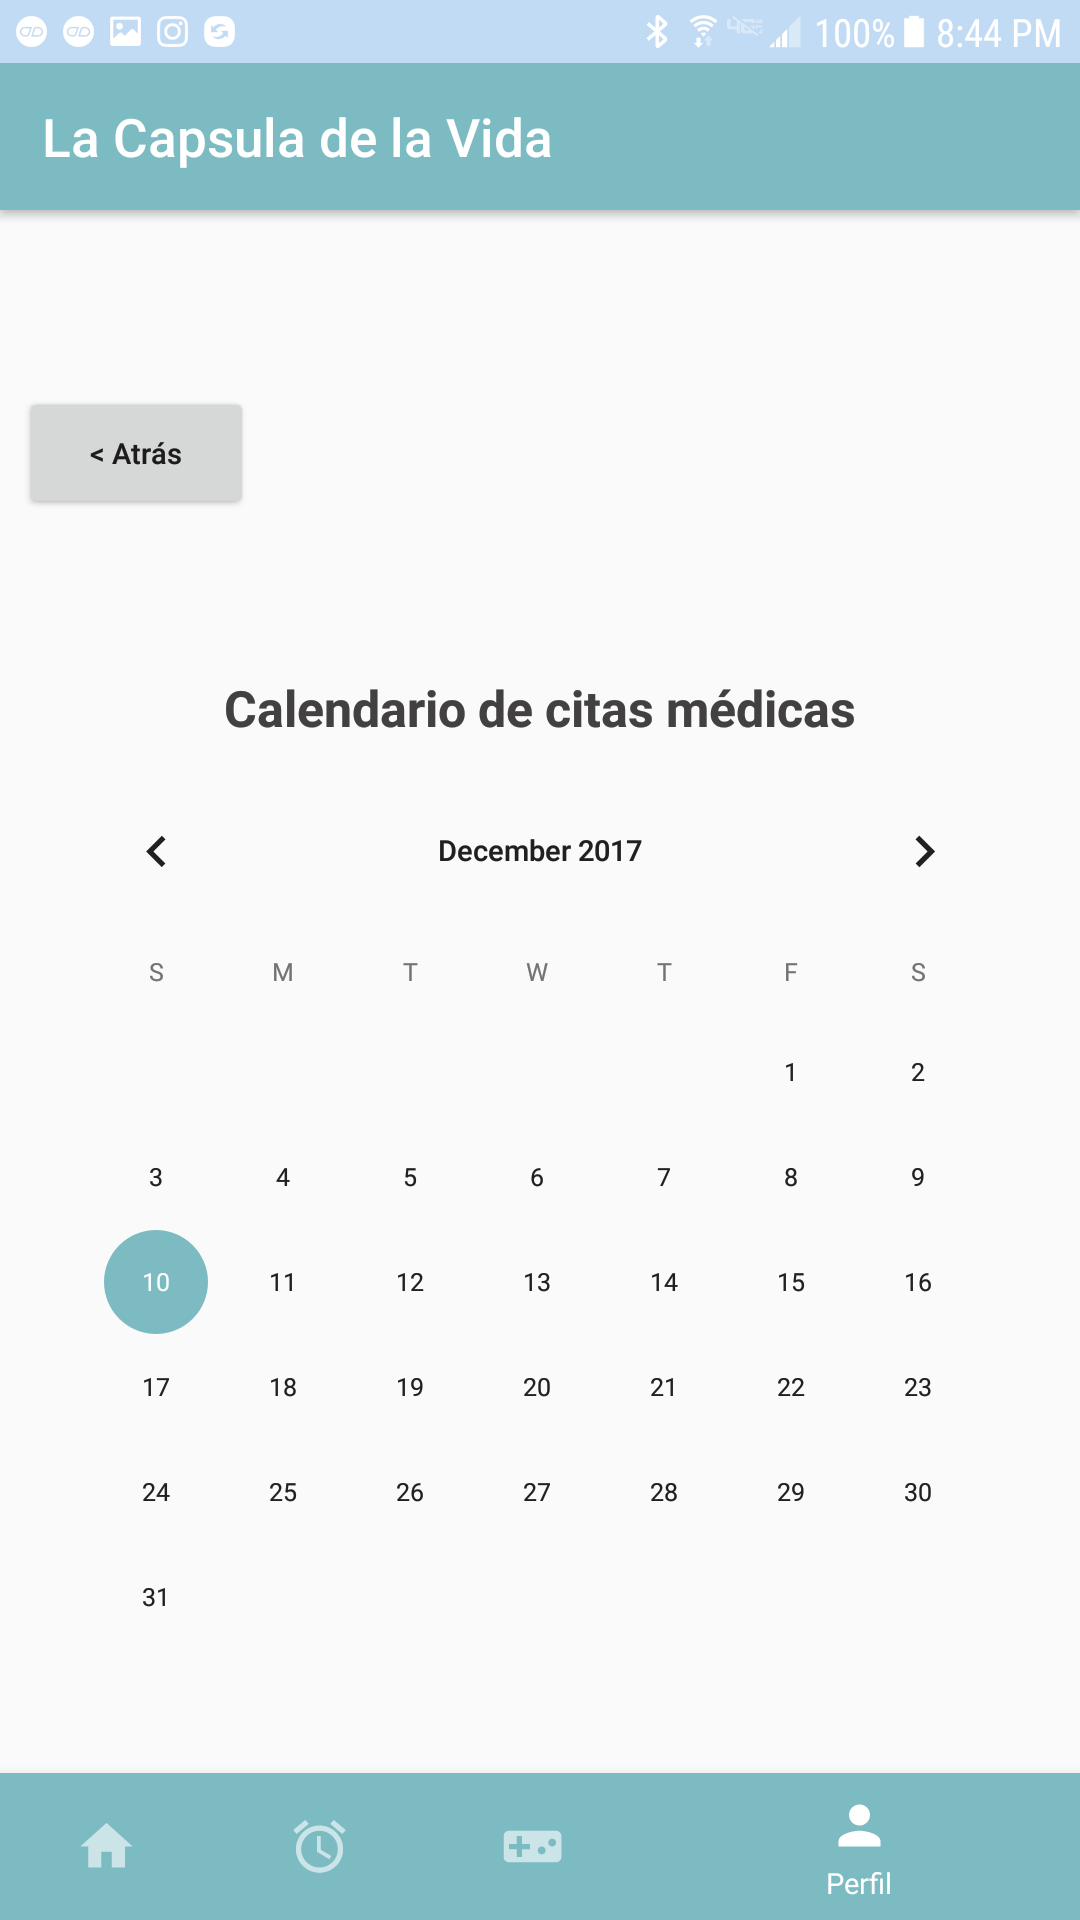 100% 8:44 PM
La Capsula de la Vida
< Atrás
Calendario de citas médicas
December 2017
S M T W T F S
1 2
3 4 5 6 7 8 9
10 11 12 13 14 15 16
17 18 19 20 21 22 23
24 25 26 27 28 29 30
31
Perfil